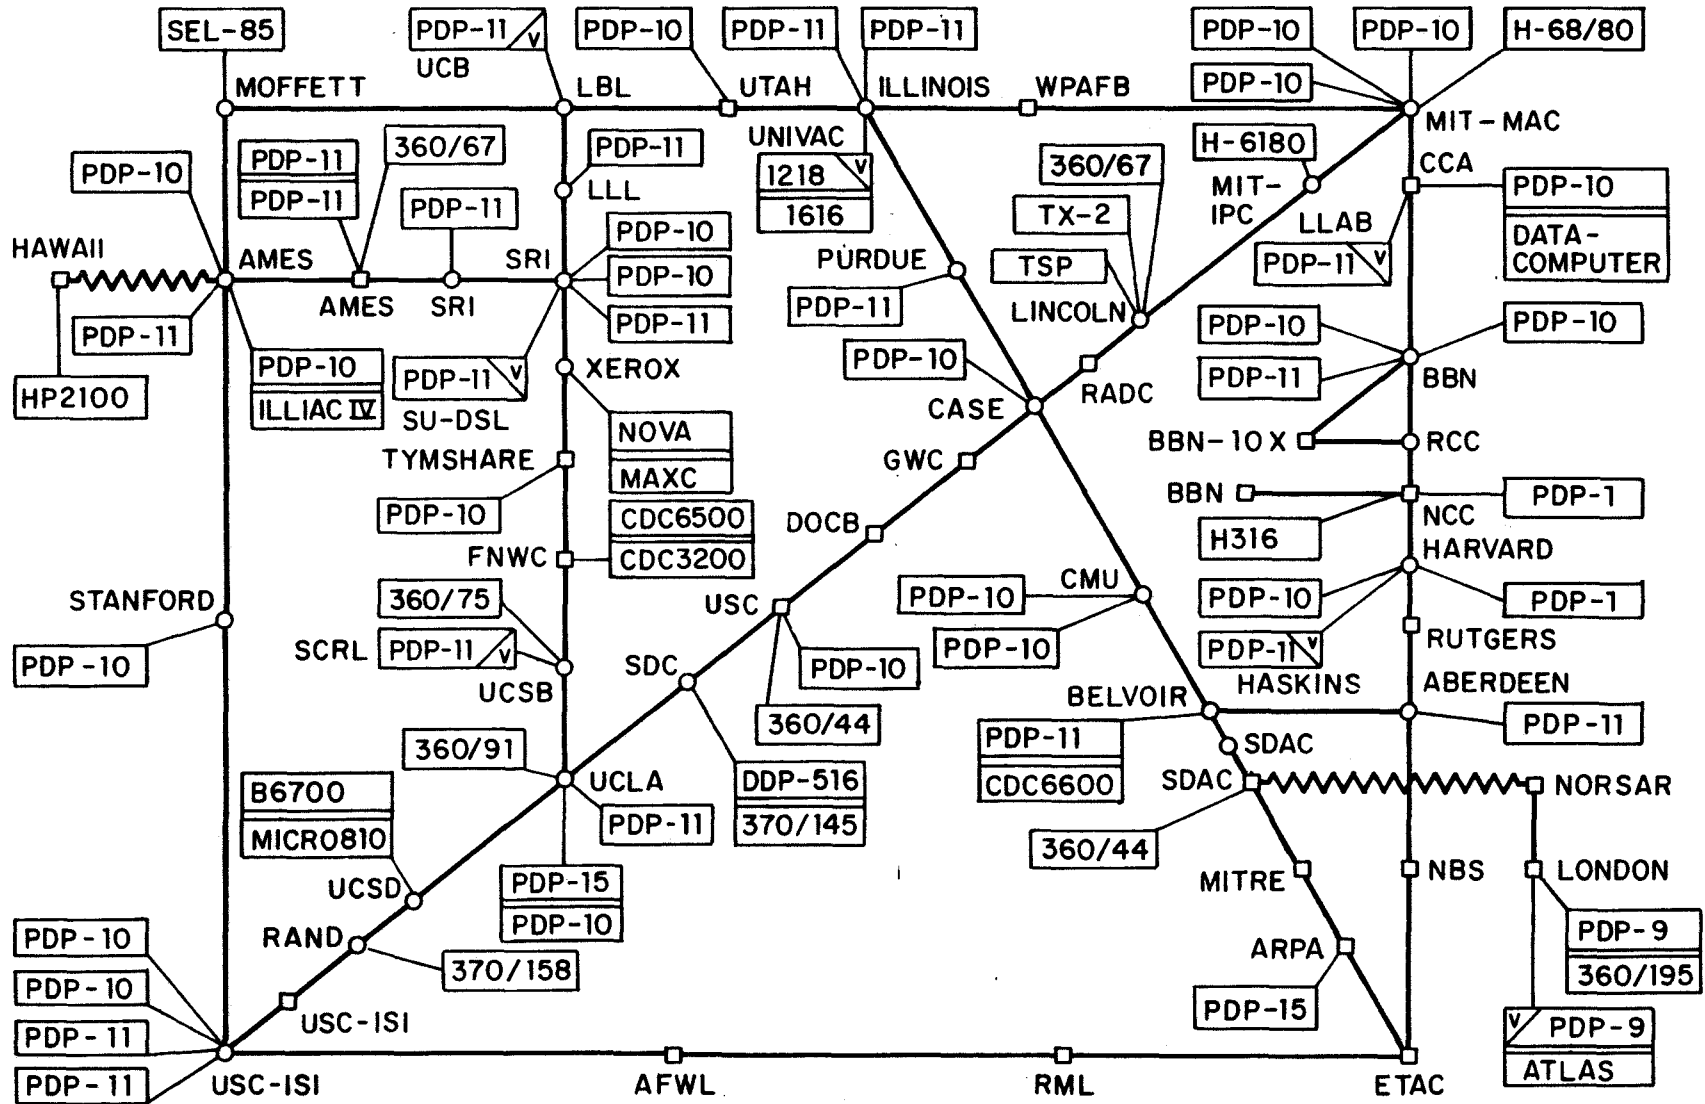 SEL-85
PDP-11 V
UCB
PDP-10
PDP-11
PDP-11
PDP-10
PDP-10
H-68/80
PDP-10
MOFFETT
LBL
UTAH
ILLINOIS
WPAFB
MIT-MAC
PDP-10
PDP-11
PDP-11
360/67
PDP-11
PDP-11
LLL
UNIVAC
1218 V
1616
360/67
H-6180
MIT-
IPC
CCA
PDP-10
DATA-
COMPUTER
TX-2
TSP
LLAB
PDP-11 V
HAWAII
AMES
AMES
SRI
SRI
PDP-10
PDP-10
PDP-11
PURDUE
PDP-11
LINCOLN
PDP-11
HP2100
PDP-10
ILLIAC IV
PDP-11 V
SU-DSL
XEROX
NOVA
MAXC
PDP-10
CASE
RADC
PDP-10
PDP-11
PDP-10
BBN
BBN-10X
RCC
TYMSHARE
PDP-10
GWC
BBN
H316
PDP-1
NCC
FNWC
CDC6500
CDC3200
DOCB
HARVARD
PDP-10
PDP-1
PDP-11 V
HASKINS
STANFORD
PDP-10
360/75
SCRL
PDP-11 V
UCSB
USC
PDP-10
360/44
CMU
PDP-10
PDP-10
RUTGERS
SDC
DDP-516
370/145
BELVOIR
PDP-11
CDC6600
ABERDEEN
PDP-11
360/91
UCLA
PDP-11
PDP-15
PDP-10
SDAC
SDAC
360/44
NORSAR
B6700
MICRO810
UCSD
MITRE
NBS
LONDON
PDP-9
360/195
RAND
370/158
ARPA
PDP-15
V PDP-9
ATLAS
PDP-10
PDP-10
PDP-11
PDP-11
USC-ISI
USC-ISI
AFWL
RML
ETAC